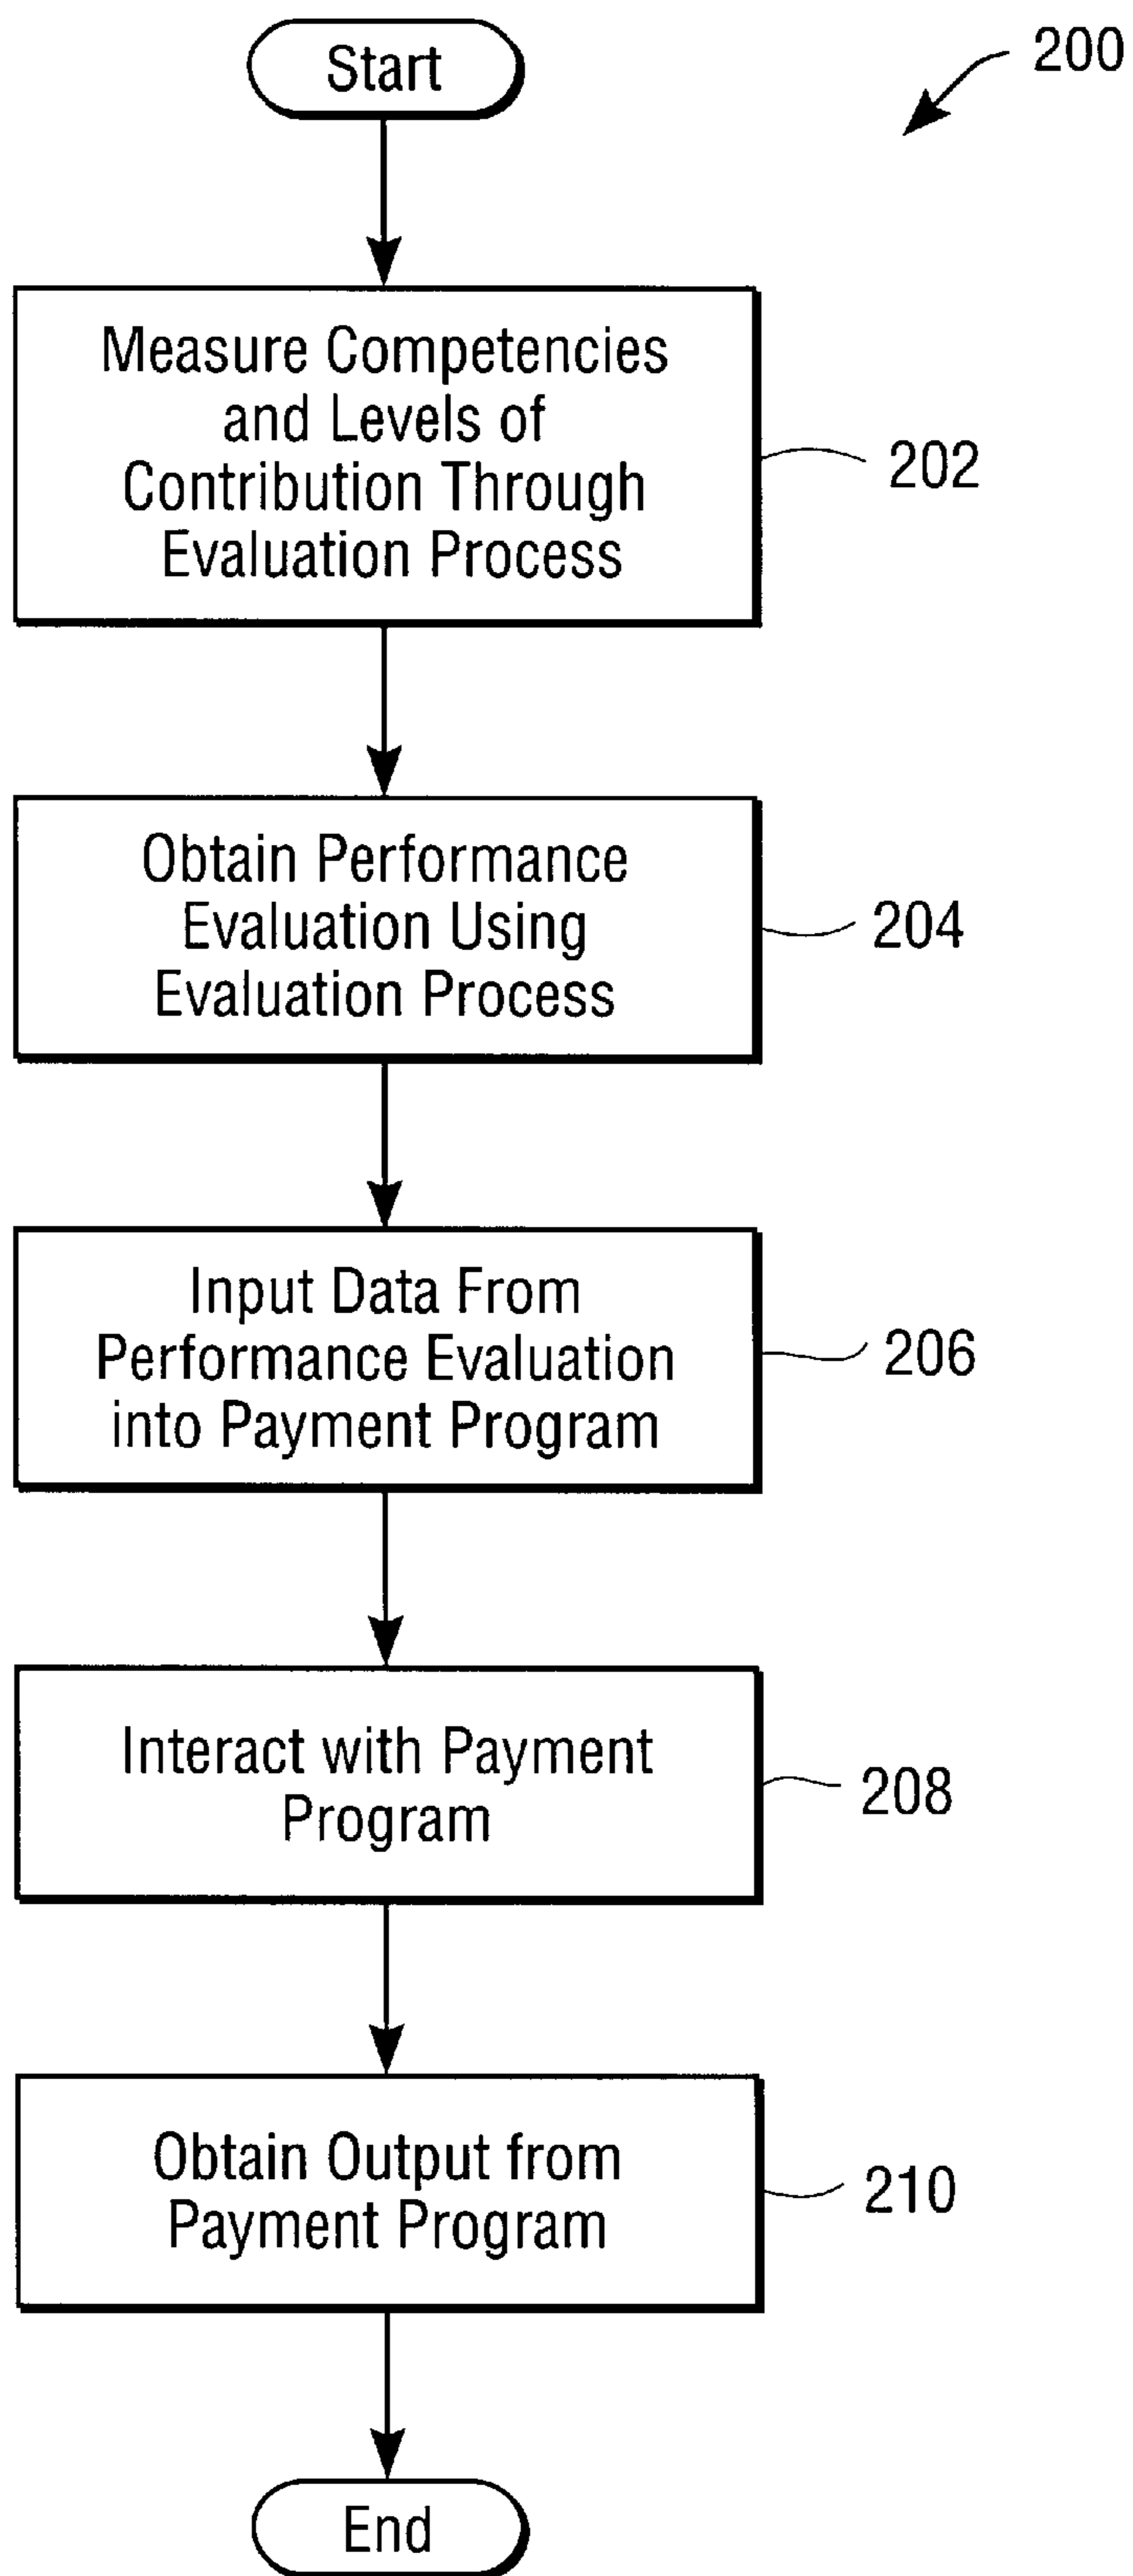 Start
200
Measure Competencies
and Levels of
Contribution Through
Evaluation Process
202
Obtain Performance
Evaluation Using
Evaluation Process
204
Input Data From
Performance Evaluation
into Payment Program
206
Interact with Payment
Program
208
Obtain Output from
Payment Program
210
End